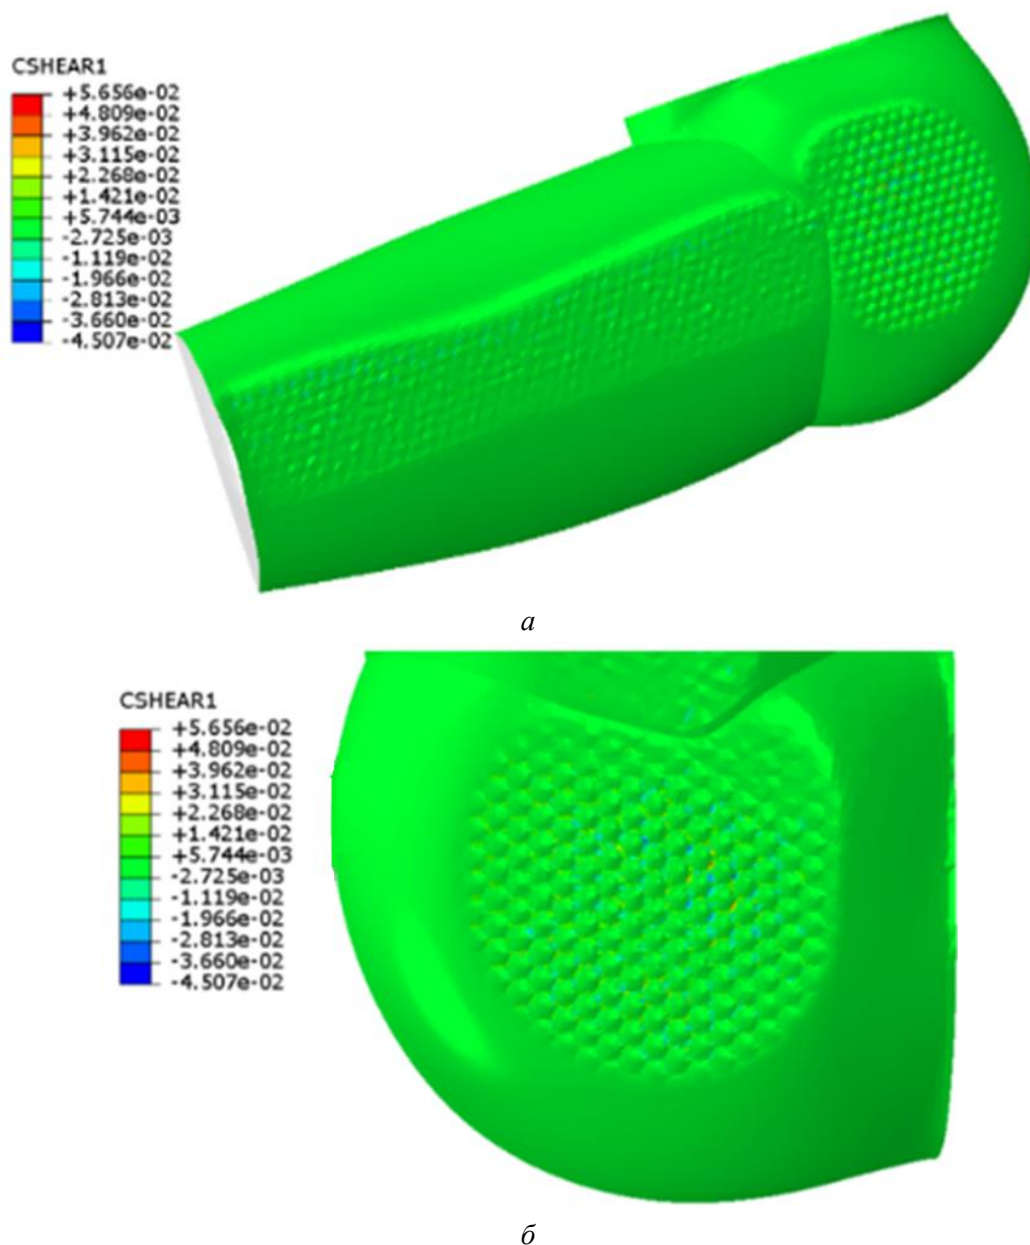 CSHEAR1
+5.656e-02
+4.809e-02
+3.962e-02
+3.115e-02
+2.268e-02
+1.421e-02
+5.744e-03
-2.725e-03
-1.119e-02
-1.966e-02
-2.813e-02
-3.660e-02
-4.507e-02
а
CSHEAR1
+5.656e-02
+4.809e-02
+3.962e-02
+3.115e-02
+2.268e-02
+1.421e-02
+5.744e-03
-2.725e-03
-1.119e-02
-1.966e-02
-2.813e-02
-3.660e-02
-4.507e-02
б